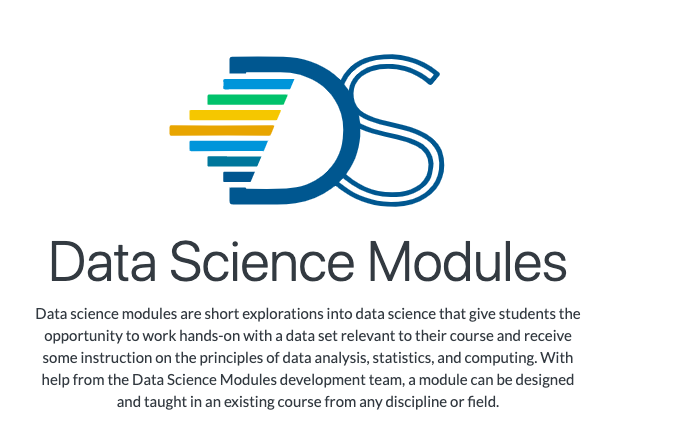 DS
Data Science Modules
Data science modules are short explorations into data science that give students the
opportunity to work hands-on with a data set relevant to their course and receive
some instruction on the principles of data analysis, statistics, and computing. With
help from the Data Science Modules development team, a module can be designed
and taught in an existing course from any discipline or field.